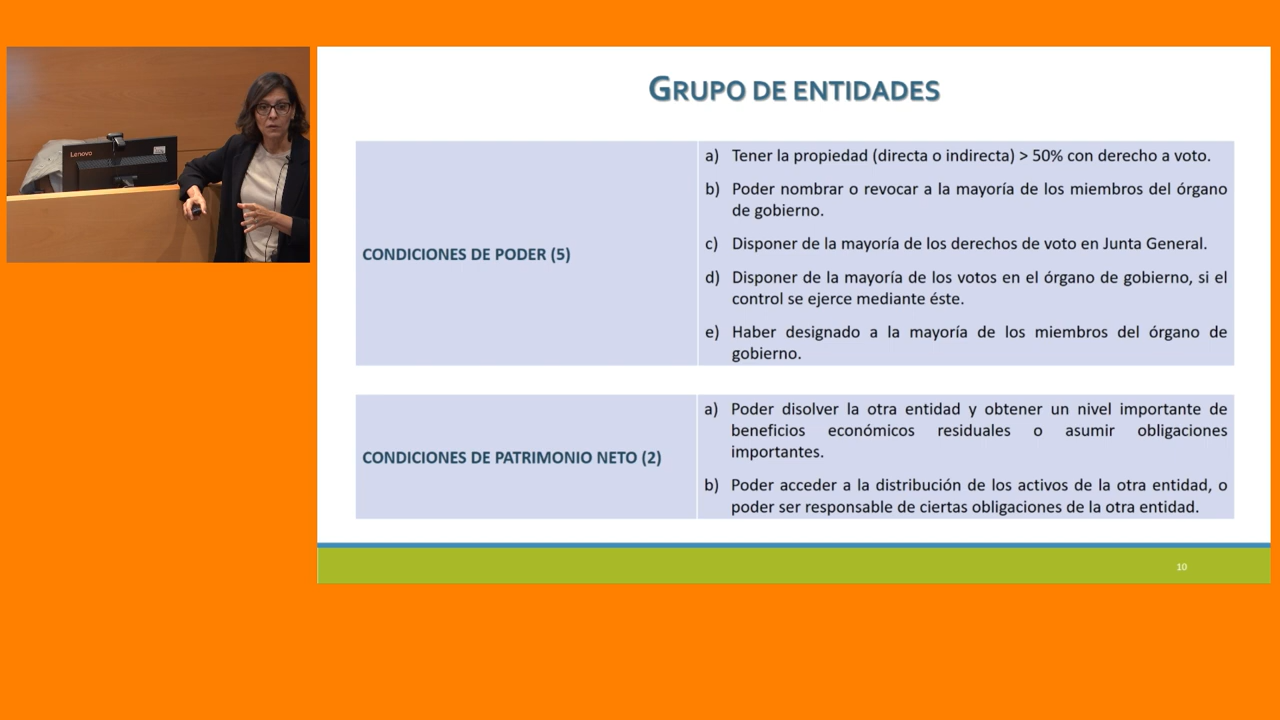 GRUPO DE ENTIDADES
Lenovo
CONDICIONES DE PODER (5)
a) Tener la propiedad (directa o indirecta) > 50% con derecho a voto.
b) Poder nombrar o revocar a la mayoría de los miembros del órgano
de gobierno.
c) Disponer de la mayoría de los derechos de voto en Junta General.
d) Disponer de la mayoría de los votos en el órgano de gobierno, si el
control se ejerce mediante éste.
e) Haber designado a la mayoría de los miembros del órgano de
gobierno.
CONDICIONES DE PATRIMONIO NETO (2)
a) Poder disolver la otra entidad y obtener un nivel importante de
beneficios económicos residuales o asumir obligaciones
importantes.
b) Poder acceder a la distribución de los activos de la otra entidad, o
poder ser responsable de ciertas obligaciones de la otra entidad.
10